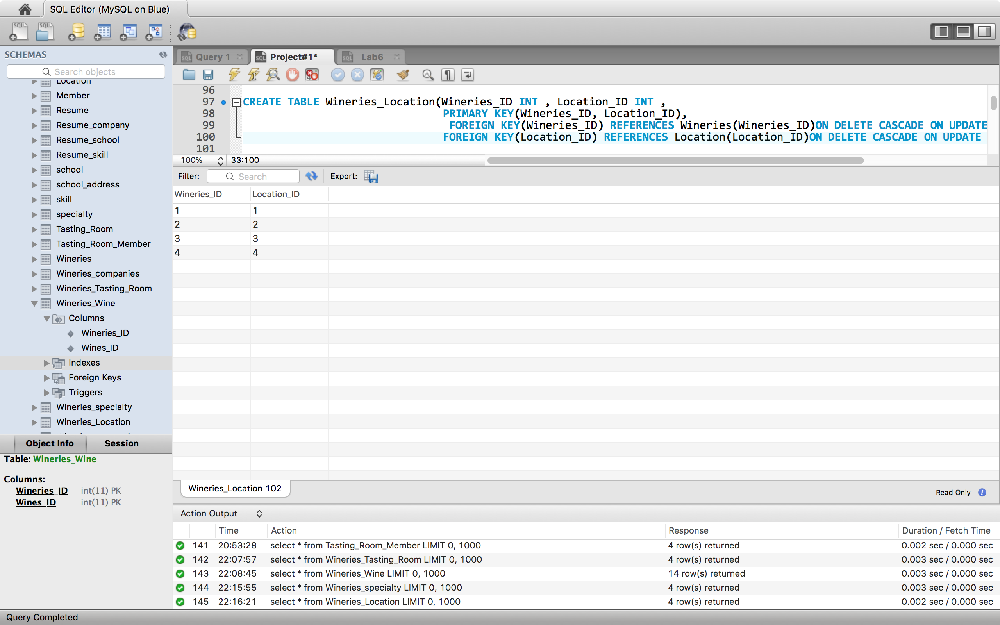 SQL Editor (MySQL on Blue)
SQL SQL
SCHEMAS
Search objects
Location
Member
Resume
Resume_company
Resume_school
Resume_skill
school
school_address
skill
specialty
Tasting_Room
Tasting_Room_Member
Wineries
Wineries_companies
Wineries_Tasting_Room
Wineries_Wine
Columns
Wineries_ID
Wines_ID
Indexes
Foreign Keys
Triggers
Wineries_specialty
Wineries_Location
Object Info Session
Table: Wineries_Wine
Columns:
Wineries_ID int(11) PK
Wines_ID int(11) PK
SQL Query 1 SQL Project#1* SQL Lab6
96
97 CREATE TABLE Wineries_Location(Wineries_ID INT , Location_ID INT ,
98 PRIMARY KEY(Wineries_ID, Location_ID),
99 FOREIGN KEY(Wineries_ID) REFERENCES Wineries(Wineries_ID)ON DELETE CASCADE ON UPDATE
100 FOREIGN KEY(Location_ID) REFERENCES Location(Location_ID)ON DELETE CASCADE ON UPDATE
101
100% 33:100
Filter: Search Export:
Wineries_ID Location_ID
1 1
2 2
3 3
4 4
Wineries_Location 102
Read Only
Action Output
Time Action Response Duration / Fetch Time
141 20:53:28 select * from Tasting_Room_Member LIMIT 0, 1000 4 row(s) returned 0.002 sec / 0.000 sec
142 22:07:57 select * from Wineries_Tasting_Room LIMIT 0, 1000 4 row(s) returned 0.003 sec / 0.000 sec
143 22:08:45 select * from Wineries_Wine LIMIT 0, 1000 14 row(s) returned 0.003 sec / 0.000 sec
144 22:15:55 select * from Wineries_specialty LIMIT 0, 1000 4 row(s) returned 0.003 sec / 0.000 sec
145 22:16:21 select * from Wineries_Location LIMIT 0, 1000 4 row(s) returned 0.002 sec / 0.000 sec
Query Completed